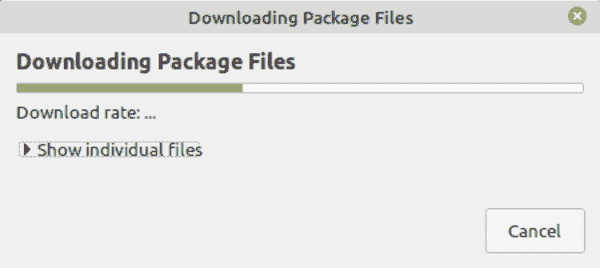 Downloading Package Files
Downloading Package Files
Download rate: ...
Show individual files
Cancel